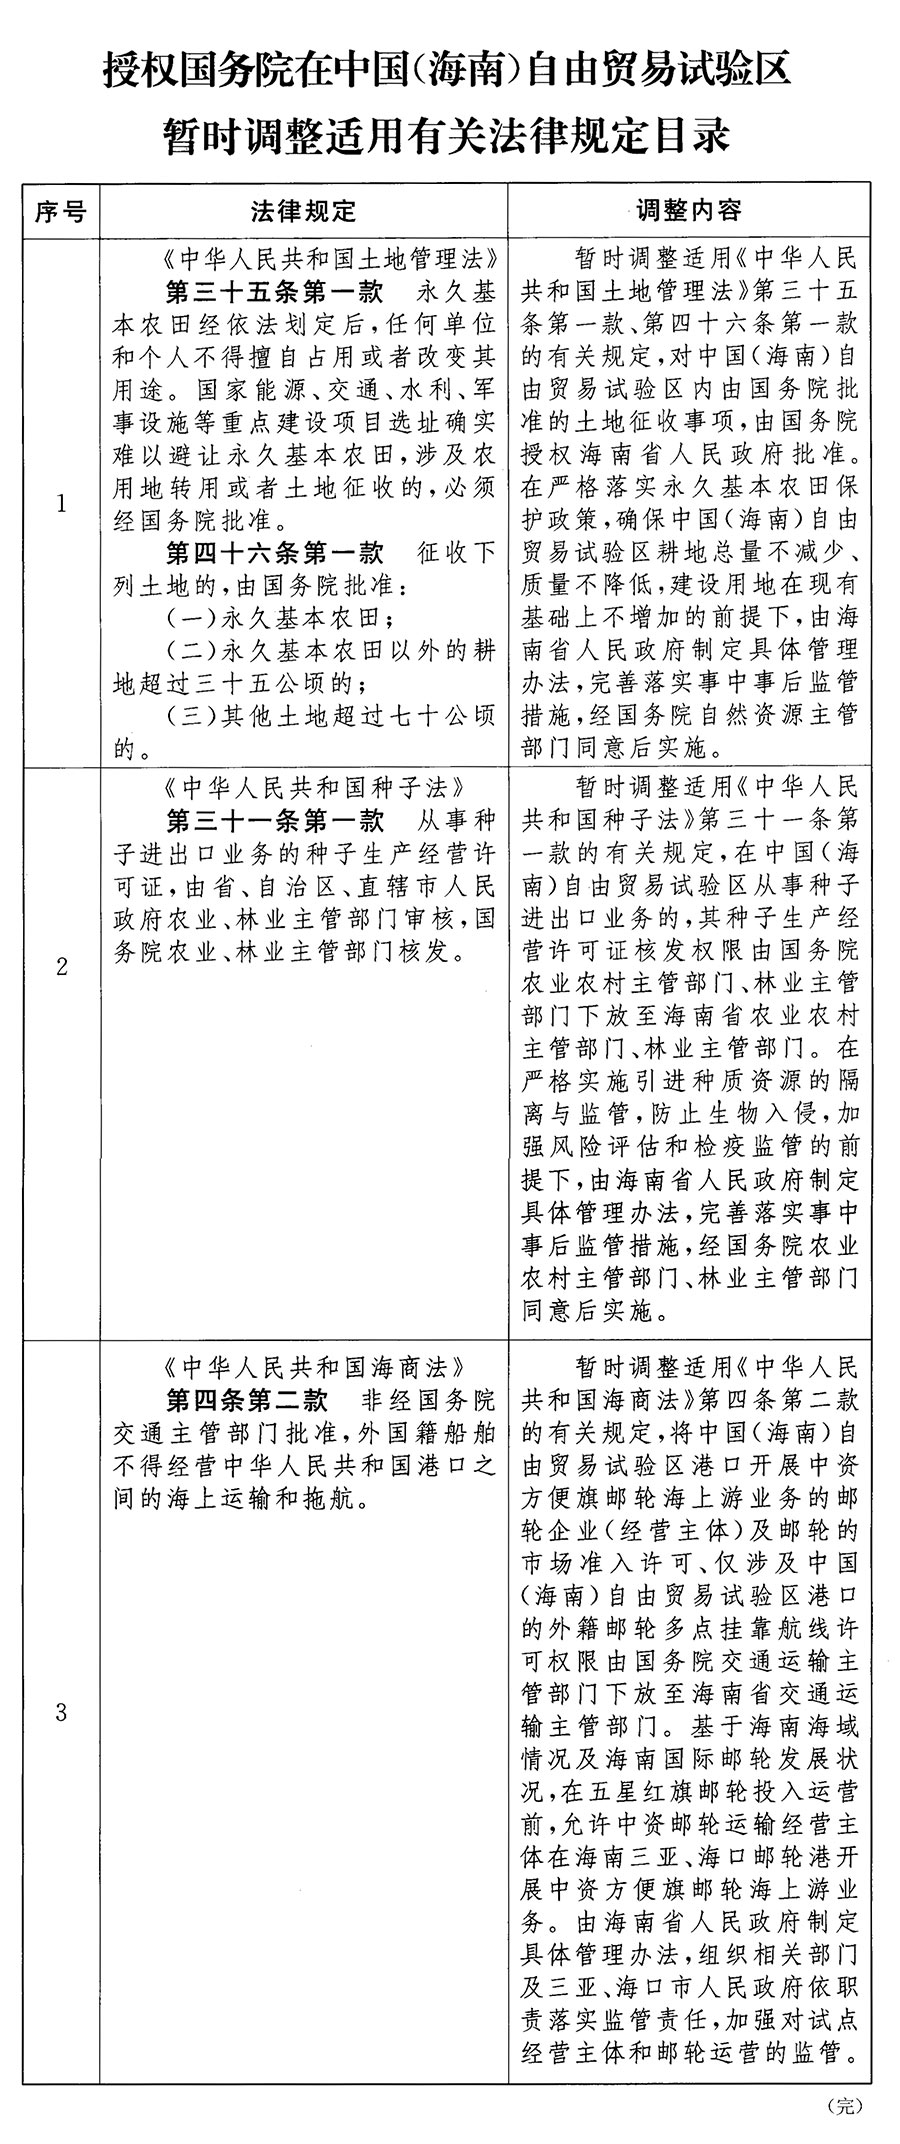 授权国务院在中国(海南)自由贸易试验区
暂时调整适用有关法律规定目录
序号
法律规定
调整内容
1
《中华人民共和国土地管理法》
第三十五条第一款 永久基
本农田经依法划定后,任何单位
和个人不得擅自占用或者改变其
用途。国家能源、交通、水利、军
事设施等重点建设项目选址确实
难以避让永久基本农田,涉及农
用地转用或者土地征收的,必须
经国务院批准。
第四十六条第一款 征收下
列土地的,由国务院批准:
(一)永久基本农田;
(二)永久基本农田以外的耕
地超过三十五公顷的;
(三)其他土地超过七十公顷
的。
暂时调整适用《中华人民
共和国土地管理法》第三十五
条第一款、第四十六条第一款
的有关规定,对中国(海南)自
由贸易试验区内由国务院批
准的土地征收事项,由国务院
授权海南省人民政府批准。
在严格落实永久基本农田保
护政策,确保中国(海南)自由
贸易试验区耕地总量不减少、
质量不降低,建设用地在现有
基础上不增加的前提下,由海
南省人民政府制定具体管理
办法,完善落实事中事后监管
措施,经国务院自然资源主管
部门同意后实施。
2
《中华人民共和国种子法》
第三十一条第一款 从事种
子进出口业务的种子生产经营许
可证,由省、自治区、直辖市人民
政府农业、林业主管部门审核,国
务院农业、林业主管部门核发。
暂时调整适用《中华人民
共和国种子法》第三十一条第
一款的有关规定,在中国(海
南)自由贸易试验区从事种子
进出口业务的,其种子生产经
营许可证核发权限由国务院
农业农村主管部门、林业主管
部门下放至海南省农业农村
主管部门、林业主管部门。在
严格实施引进种质资源的隔
离与监管,防止生物入侵,加
强风险评估和检疫监管的前
提下,由海南省人民政府制定
具体管理办法,完善落实事中
事后监管措施,经国务院农业
农村主管部门、林业主管部门
同意后实施。
3
《中华人民共和国海商法》
第四条第二款 非经国务院
交通主管部门批准,外国籍船舶
不得经营中华人民共和国港口之
间的海上运输和拖航。
暂时调整适用《中华人民
共和国海商法》第四条第二款
的有关规定,将中国(海南)自
由贸易试验区港口开展中资
方便旗邮轮海上游业务的邮
轮企业(经营主体)及邮轮的
市场准入许可、仅涉及中国
(海南)自由贸易试验区港口
的外籍邮轮多点挂靠航线许
可权限由国务院交通运输主
管部门下放至海南省交通运
输主管部门。基于海南海域
情况及海南国际邮轮发展状
况,在五星红旗邮轮投入运营
前,允许中资邮轮运输经营主
体在海南三亚、海口邮轮港开
展中资方便旗邮轮海上游业
务。由海南省人民政府制定
具体管理办法,组织相关部门
及三亚、海口市人民政府依职
责落实监管责任,加强对试点
经营主体和邮轮运营的监管。
(完)